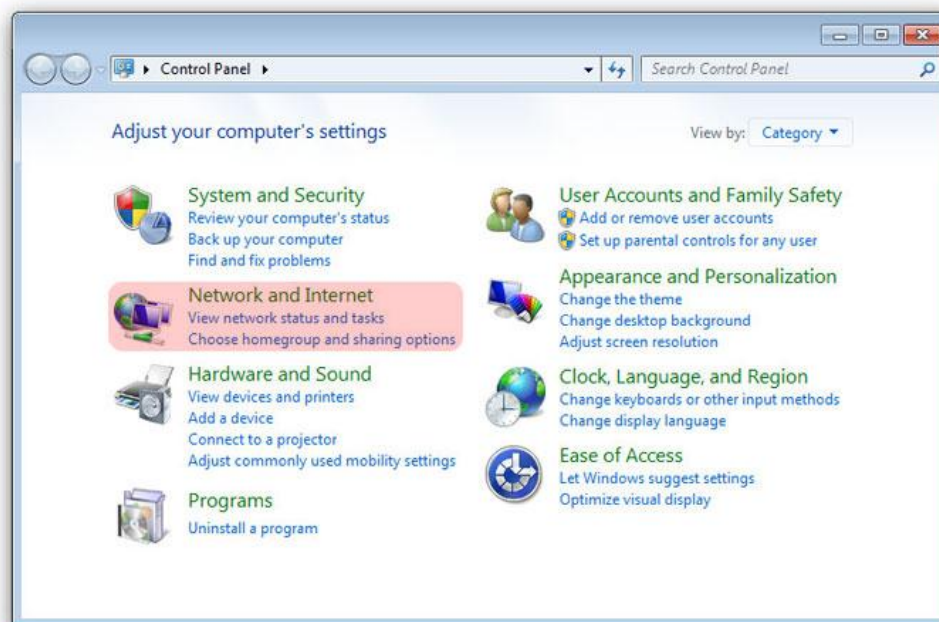 Control Panel
Search Control Panel
Adjust your computer's settings
View by: Category
System and Security
Review your computer's status
Back up your computer
Find and fix problems
Network and Internet
View network status and tasks
Choose homegroup and sharing options
Hardware and Sound
View devices and printers
Add a device
Connect to a projector
Adjust commonly used mobility settings
Programs
Uninstall a program
User Accounts and Family Safety
Add or remove user accounts
Set up parental controls for any user
Appearance and Personalization
Change the theme
Change desktop background
Adjust screen resolution
Clock, Language, and Region
Change keyboards or other input methods
Change display language
Ease of Access
Let Windows suggest settings
Optimize visual display